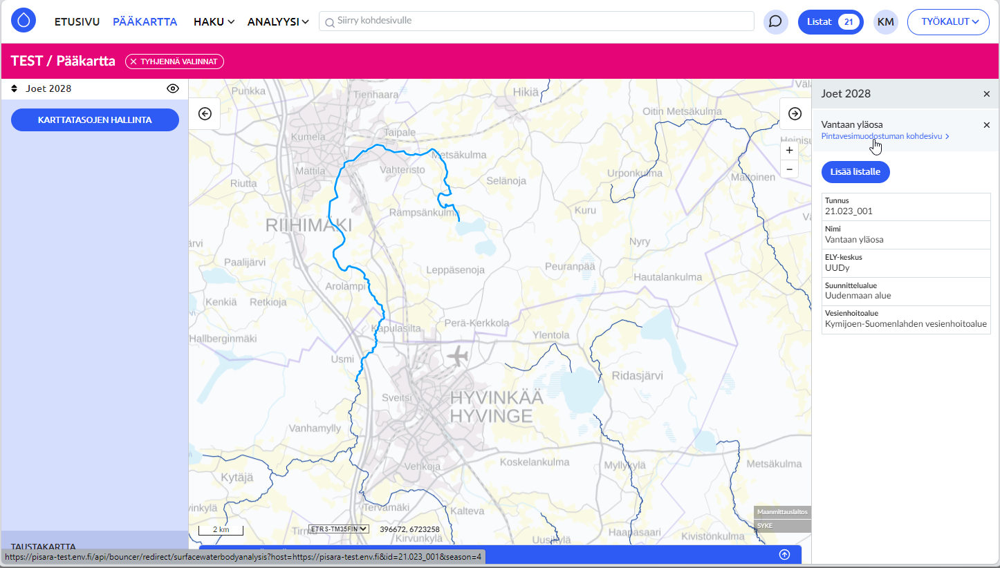 ETUSIVU PÄÄKARTTA HAKU ANALYYSI Siirry kohdesivulle Listat 21 KM TYÖKALUT
TEST / Pääkartta TYHJENNÄ VALINNAT
Joet 2028
KARTTATASOJEN HALLINTA
TAUSTAKARTTA
Punkka
Tienhaara
Hikiä
Oitin Metsäkulma
Kumela
Taipale
Metsäkulma
Mattila
Vahteristo
Riutta
Selänoja
Urponkulma
Mattoinen
Rämpsänkulma
Kuru
RIIHIMÄKI
Nyry
Paalijärvi
Leppäsenoja
Peuranpää
Hautalankulma
Arolampi
Kenkiä
Retkioja
Kapulasilta
Perä-Kerkkola
Ylentola
Hallberginmäki
Usmi
Ridasjärvi
Sveitsi
HYVINKÄÄ
HYVINGE
Vanhamylly
Vehkoja
Koskelankulma
Myllykylä
Metsäkulma
Kytäjä
Tervamäki
Kalteva
Kirvunkylä
Uusikylä
Haapasaari
Kivistönkulma
+
−
2 km
ETRS-TM35FIN
396672, 6723258
Maanmittauslaitos
SYKE
Joet 2028
Vantaan yläosa
Pintavesimuodostuman kohdesivu
Lisää listalle
Tunnus
21.023_001
Nimi
Vantaan yläosa
ELY-keskus
UUDy
Suunnittelualue
Uudenmaan alue
Vesienhoitoalue
Kymijoen-Suomenlahden vesienhoitoalue
https://pisara-test.env.fi/api/bouncer/redirect/surfacewaterbodyanalysis?host=https://pisara-test.env.fi&id=21.023_001&season=4